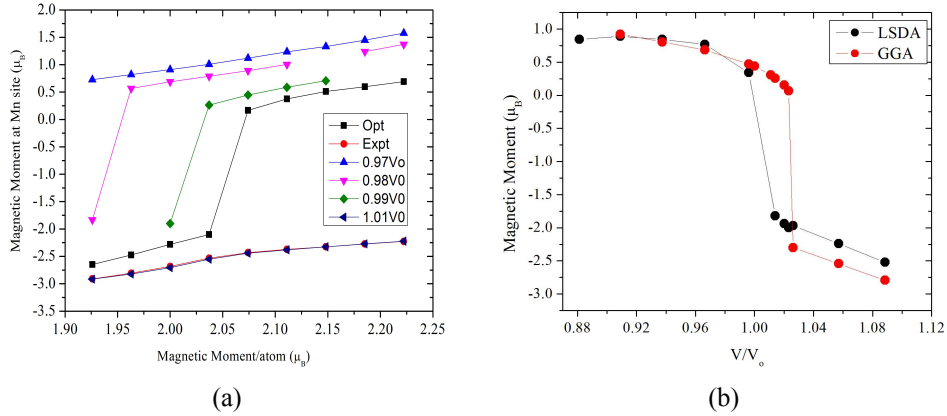 Magnetic Moment at Mn site (μB)
2.0
1.5
1.0
0.5
0.0
-0.5
-1.0
-1.5
-2.0
-2.5
-3.0
-3.5
Opt
Expt
0.97Vo
0.98V0
0.99V0
1.01V0
1.90 1.95 2.00 2.05 2.10 2.15 2.20 2.25
Magnetic Moment/atom (μB)
(a)
Magnetic Moment (μB)
1.0
0.5
0.0
-0.5
-1.0
-1.5
-2.0
-2.5
-3.0
LSDA
GGA
0.88 0.92 0.96 1.00 1.04 1.08 1.12
V/Vo
(b)